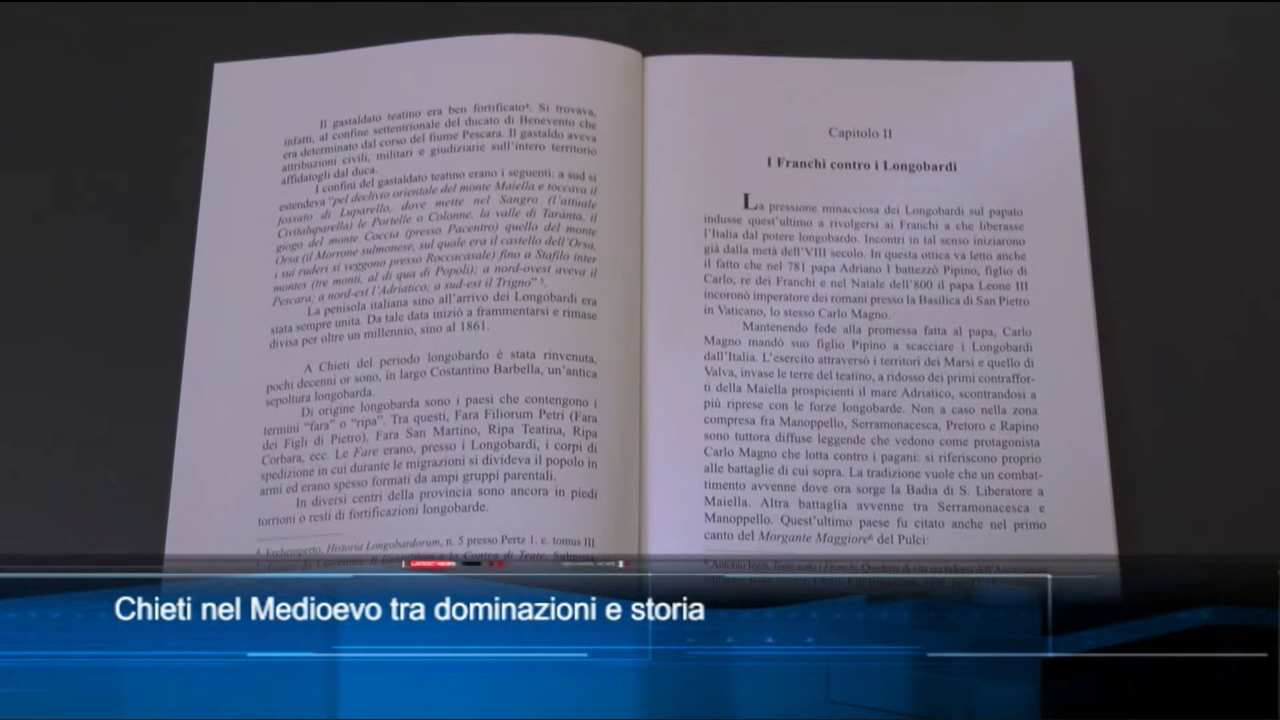 Il gastaldato teatino era ben fortificato⁴. Si trovava,
infatti, al confine settentrionale del ducato di Benevento che
era determinato dal corso del fiume Pescara. Il gastaldo aveva
attribuzioni civili, militari e giudiziarie sull'intero territorio
affidatogli dal duca.
I confini del gastaldato teatino erano i seguenti: a sud si
estendeva "pel declivio orientale del monte Maiella e toccava il
fossato di Luparello, dove mette nel Sangro (l'attuale
Civitaluparella) le Portelle o Colonne, la valle di Taranta, il
giogo del monte Coccia (presso Pacentro) quello del monte
Orsa (il Morrone sulmonese, sul quale era il castello dell'Orsa,
i sui ruderi si veggono presso Roccacasale) fino a Stafilo inter
montes (tre monti, al di qua di Popoli); a nord-ovest aveva il
Pescara; a nord-est l'Adriatico; a sud-est il Trigno" ⁵.
La penisola italiana sino all'arrivo dei Longobardi era
stata sempre unita. Da tale data iniziò a frammentarsi e rimase
divisa per oltre un millennio, sino al 1861.
A Chieti del periodo longobardo è stata rinvenuta,
pochi decenni or sono, in largo Costantino Barbella, un'antica
sepoltura longobarda.
Di origine longobarda sono i paesi che contengono i
termini "fara" o "ripa". Tra questi, Fara Filiorum Petri (Fara
dei Figli di Pietro), Fara San Martino, Ripa Teatina, Ripa
Corbara, ecc. Le Fare erano, presso i Longobardi, i corpi di
spedizione in cui durante le migrazioni si divideva il popolo in
armi ed erano spesso formati da ampi gruppi parentali.
In diversi centri della provincia sono ancora in piedi
torrioni o resti di fortificazioni longobarde.
⁴ Erchemperto, Historia Longobardorum, n. 5 presso Pertz 1. c. tomus III
Capitolo II
I Franchi contro i Longobardi
La pressione minacciosa dei Longobardi sul papato
indusse quest'ultimo a rivolgersi ai Franchi a che liberasse
l'Italia dal potere longobardo. Incontri in tal senso iniziarono
già dalla metà dell'VIII secolo. In questa ottica va letto anche
il fatto che nel 781 papa Adriano I battezzò Pipino, figlio di
Carlo, re dei Franchi e nel Natale dell'800 il papa Leone III
incoronò imperatore dei romani presso la Basilica di San Pietro
in Vaticano, lo stesso Carlo Magno.
Mantenendo fede alla promessa fatta al papa, Carlo
Magno mandò suo figlio Pipino a scacciare i Longobardi
dall'Italia. L'esercito attraversò i territori dei Marsi e quello di
Valva, invase le terre del teatino, a ridosso dei primi contraffor-
ti della Maiella prospicienti il mare Adriatico, scontrandosi a
più riprese con le forze longobarde. Non a caso nella zona
compresa fra Manoppello, Serramonacesca, Pretoro e Rapino
sono tuttora diffuse leggende che vedono come protagonista
Carlo Magno che lotta contro i pagani: si riferiscono proprio
alle battaglie di cui sopra. La tradizione vuole che un combat-
timento avvenne dove ora sorge la Badia di S. Liberatore a
Maiella. Altra battaglia avvenne tra Serramonacesca e
Manoppello. Quest'ultimo paese fu citato anche nel primo
canto del Morgante Maggiore⁶ del Pulci:
LATEST NEWS
Chieti nel Medioevo tra dominazioni e storia